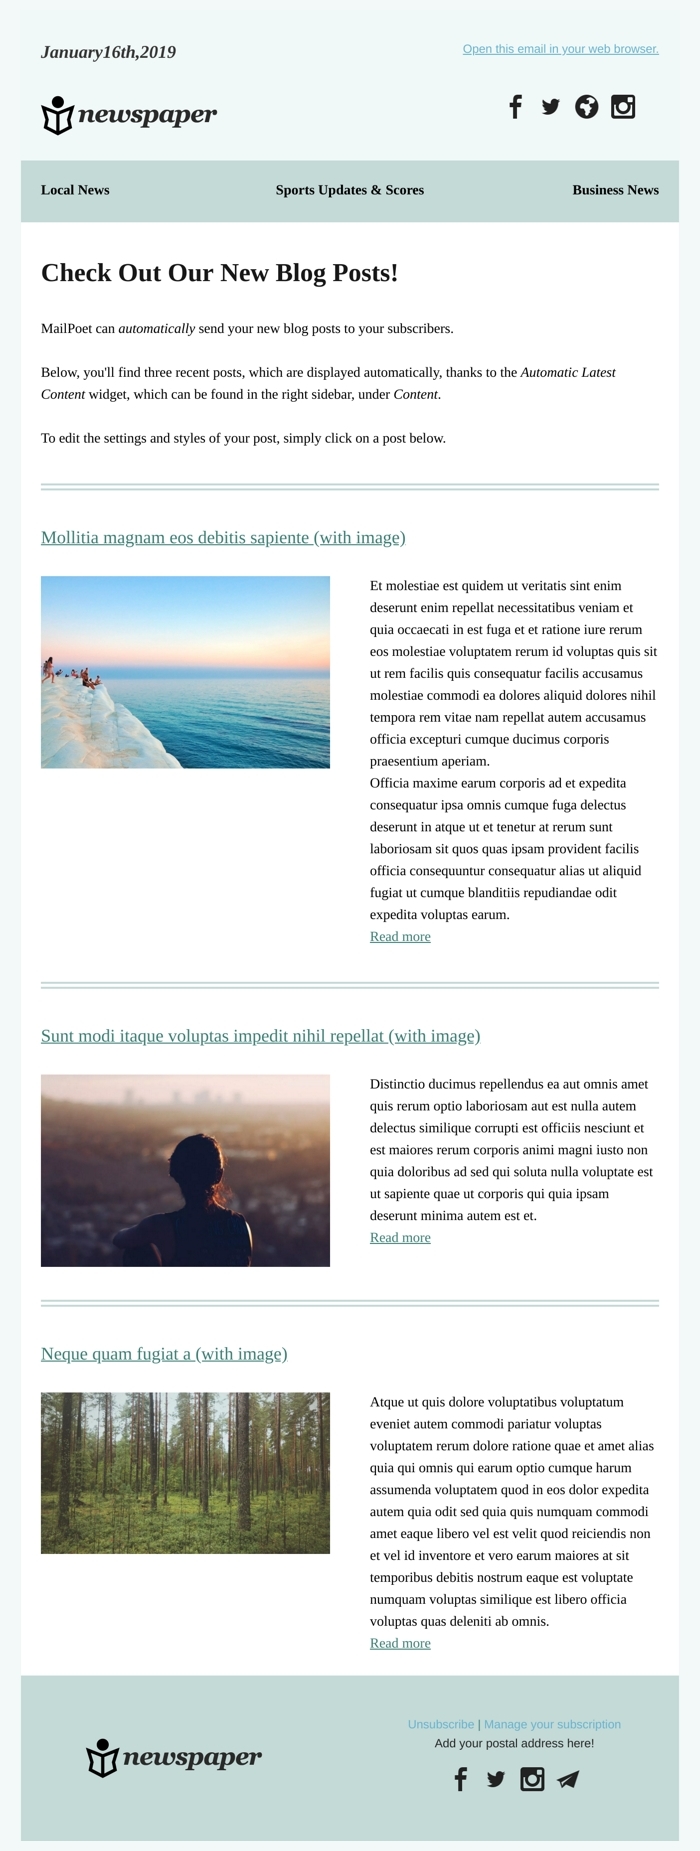 January16th,2019
Open this email in your web browser.
newspaper
Local News
Sports Updates & Scores
Business News
Check Out Our New Blog Posts!
MailPoet can automatically send your new blog posts to your subscribers.
Below, you'll find three recent posts, which are displayed automatically, thanks to the Automatic Latest
Content widget, which can be found in the right sidebar, under Content.
To edit the settings and styles of your post, simply click on a post below.
Mollitia magnam eos debitis sapiente (with image)
Et molestiae est quidem ut veritatis sint enim
deserunt enim repellat necessitatibus veniam et
quia occaecati in est fuga et et ratione iure rerum
eos molestiae voluptatem rerum id voluptas quis sit
ut rem facilis quis consequatur facilis accusamus
molestiae commodi ea dolores aliquid dolores nihil
tempora rem vitae nam repellat autem accusamus
officia excepturi cumque ducimus corporis
praesentium aperiam.
Officia maxime earum corporis ad et expedita
consequatur ipsa omnis cumque fuga delectus
deserunt in atque ut et tenetur at rerum sunt
laboriosam sit quos quas ipsam provident facilis
officia consequuntur consequatur alias ut aliquid
fugiat ut cumque blanditiis repudiandae odit
expedita voluptas earum.
Read more
Sunt modi itaque voluptas impedit nihil repellat (with image)
Distinctio ducimus repellendus ea aut omnis amet
quis rerum optio laboriosam aut est nulla autem
delectus similique corrupti est officiis nesciunt et
est maiores rerum corporis animi magni iusto non
quia doloribus ad sed qui soluta nulla voluptate est
ut sapiente quae ut corporis qui quia ipsam
deserunt minima autem est et.
Read more
Neque quam fugiat a (with image)
Atque ut quis dolore voluptatibus voluptatum
eveniet autem commodi pariatur voluptas
voluptatem rerum dolore ratione quae et amet alias
quia qui omnis qui earum optio cumque harum
assumenda voluptatem quod in eos dolor expedita
autem quia odit sed quia quis numquam commodi
amet eaque libero vel est velit quod reiciendis non
et vel id inventore et vero earum maiores at sit
temporibus debitis nostrum eaque est voluptate
numquam voluptas similique est libero officia
voluptas quas deleniti ab omnis.
Read more
newspaper
Unsubscribe | Manage your subscription
Add your postal address here!